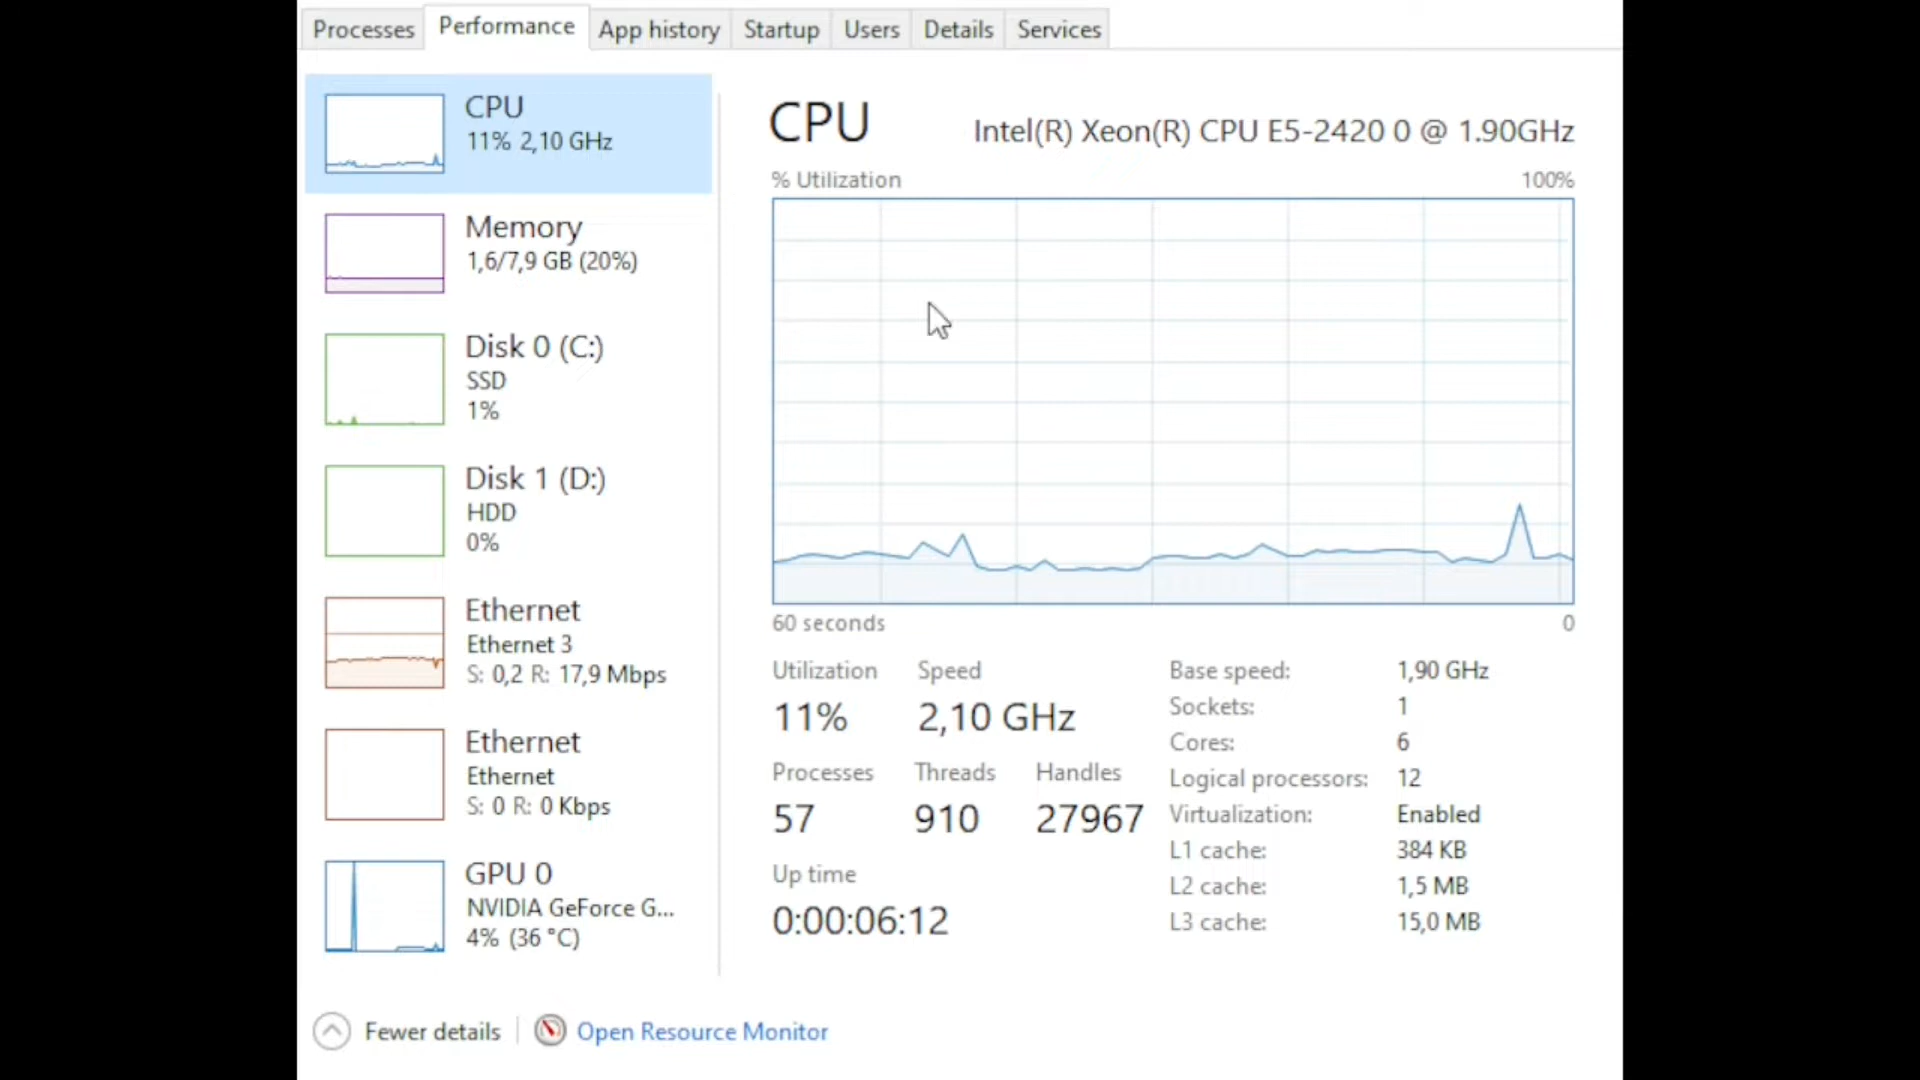 Processes Performance App history Startup Users Details Services
CPU
11% 2,10 GHz
Memory
1,6/7,9 GB (20%)
Disk 0 (C:)
SSD
1%
Disk 1 (D:)
HDD
0%
Ethernet
Ethernet 3
S: 0,2 R: 17,9 Mbps
Ethernet
Ethernet
S: 0 R: 0 Kbps
GPU 0
NVIDIA GeForce G...
4% (36 °C)
CPU Intel(R) Xeon(R) CPU E5-2420 0 @ 1.90GHz
% Utilization 100%
60 seconds 0
Utilization Speed
11% 2,10 GHz
Processes Threads Handles
57 910 27967
Up time
0:00:06:12
Base speed: 1,90 GHz
Sockets: 1
Cores: 6
Logical processors: 12
Virtualization: Enabled
L1 cache: 384 KB
L2 cache: 1,5 MB
L3 cache: 15,0 MB
Fewer details Open Resource Monitor